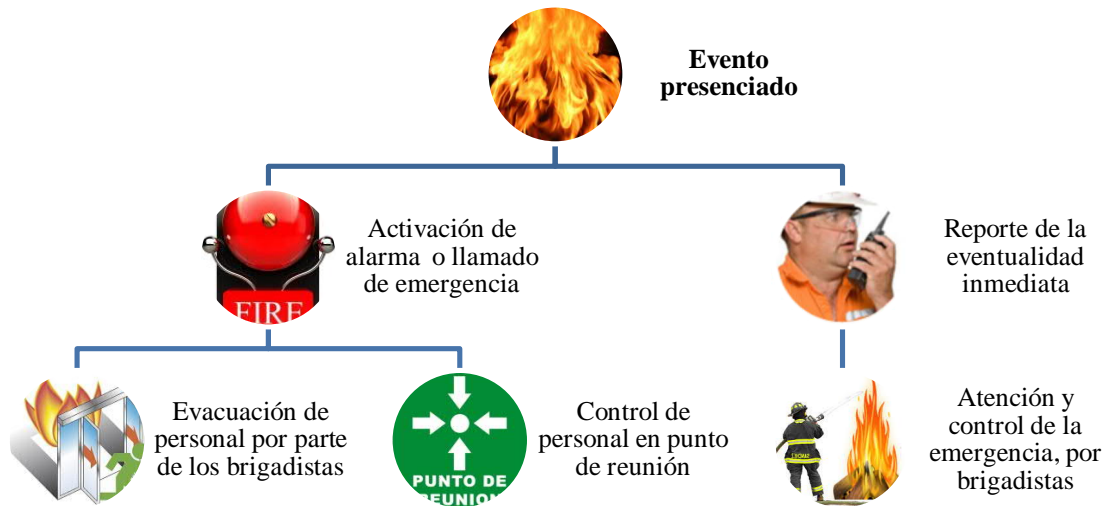 Evento
presenciado
Activación de
alarma o llamado
de emergencia
FIRE
Reporte de la
eventualidad
inmediata
Evacuación de
personal por parte
de los brigadistas
PUNTO DE
REUNION
Control de
personal en punto
de reunión
Atención y
control de la
emergencia, por
brigadistas